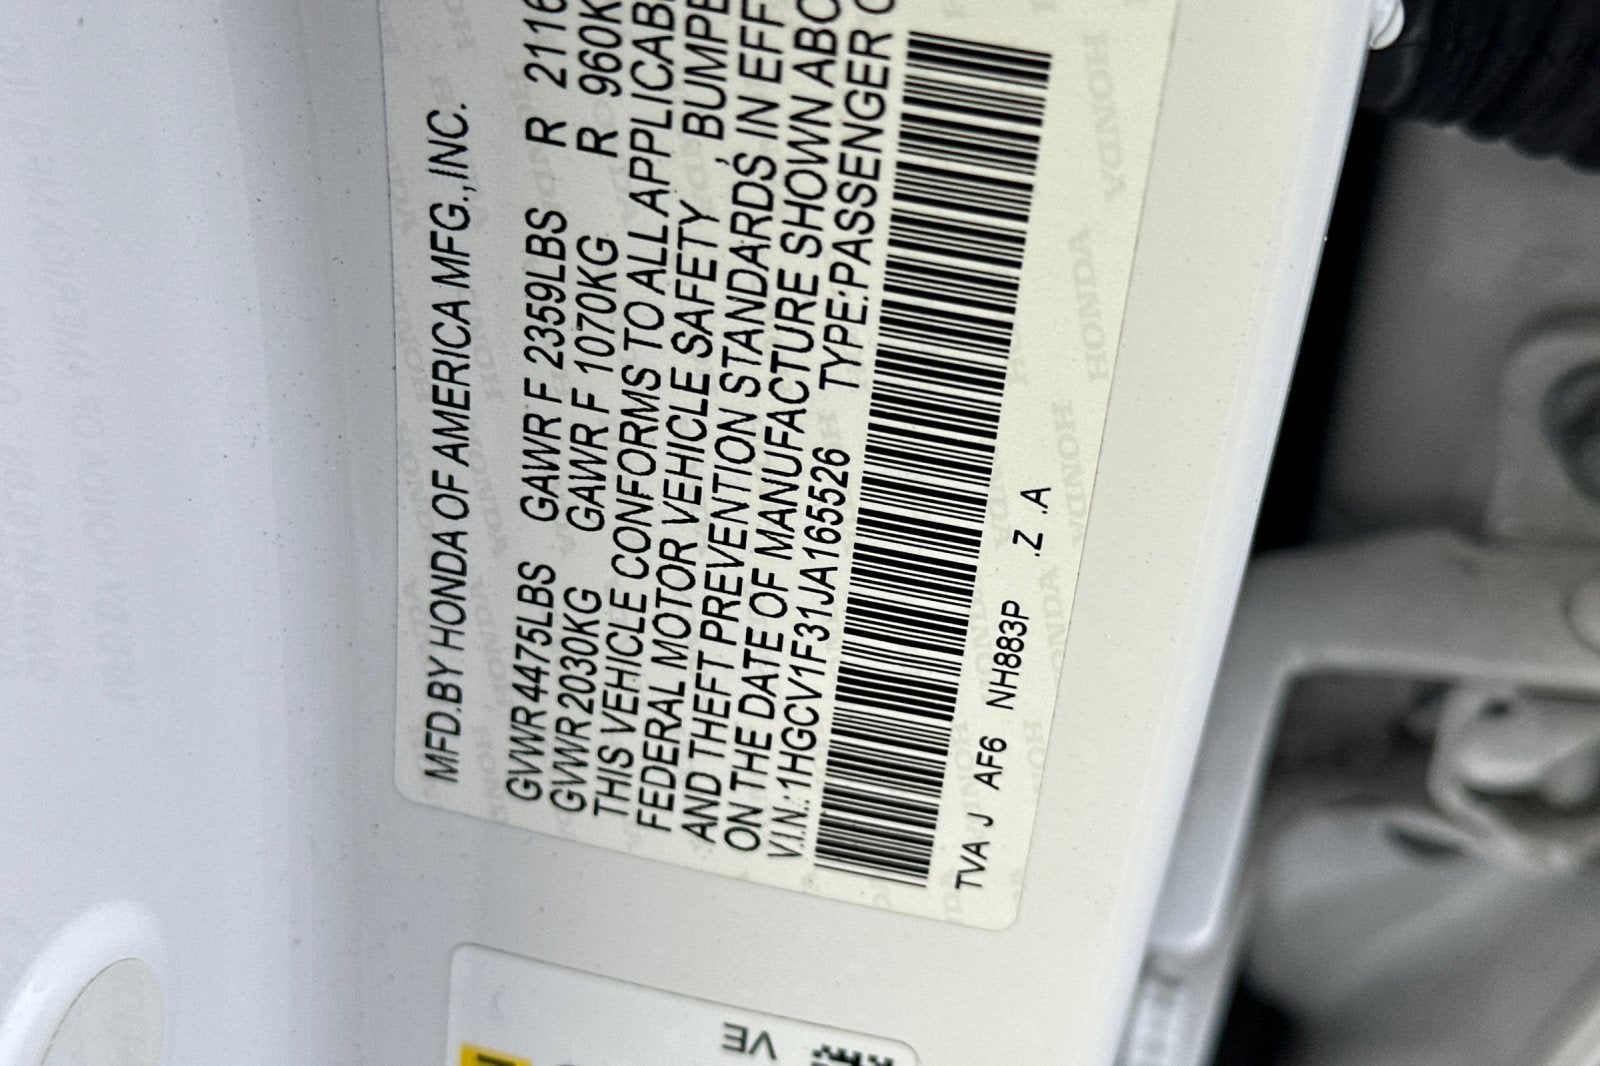 MFD.BY HONDA OF AMERICA MFG.,INC.
GVWR 4475LBS GAWR F 2359LBS R 2116
GVWR 2030KG GAWR F 1070KG R 960K
THIS VEHICLE CONFORMS TO ALL APPLICAB
FEDERAL MOTOR VEHICLE SAFETY , BUMPE
AND THEFT PREVENTION STANDARDS IN EFF
ON THE DATE OF MANUFACTURE SHOWN ABO
V.I.N.:1HGCV1F31JA165526 TYPE:PASSENGER C
TVA J AF6 NH883P .Z .A
VE